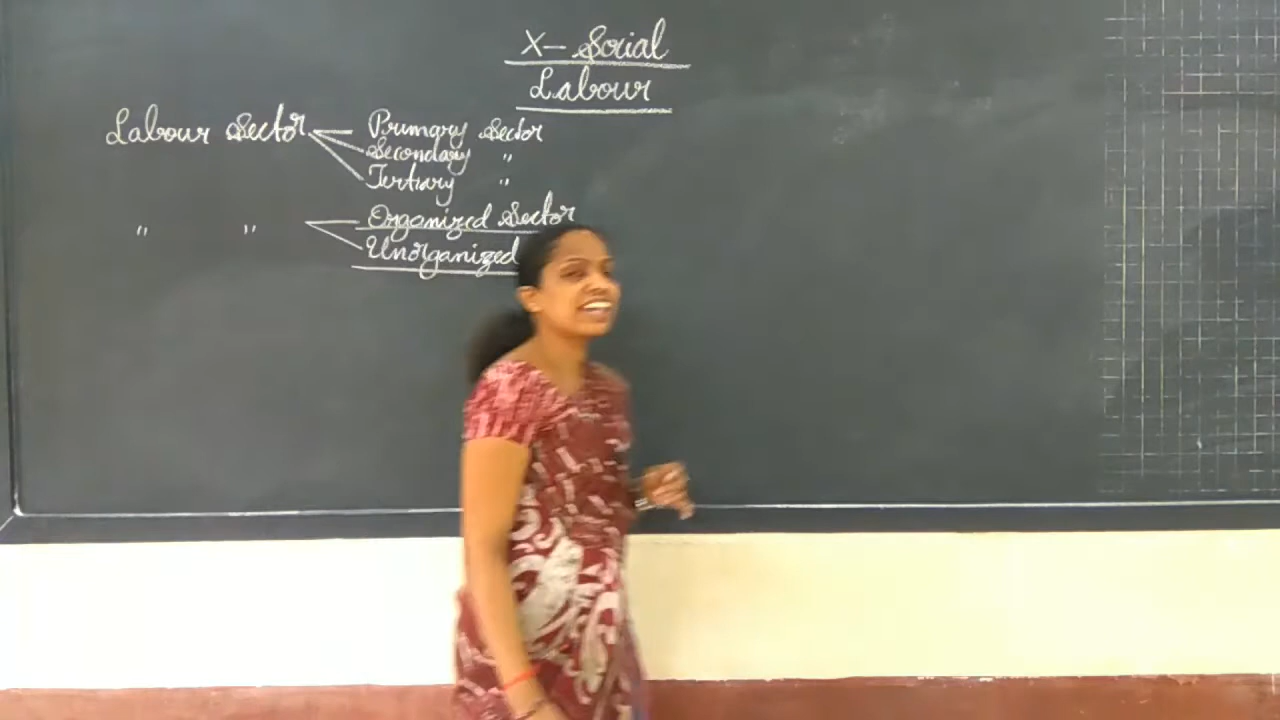 X- Social
Labour
Labour Sector Primary Sector
Secondary "
Tertiary "
" " Organized Sector
Unorganized